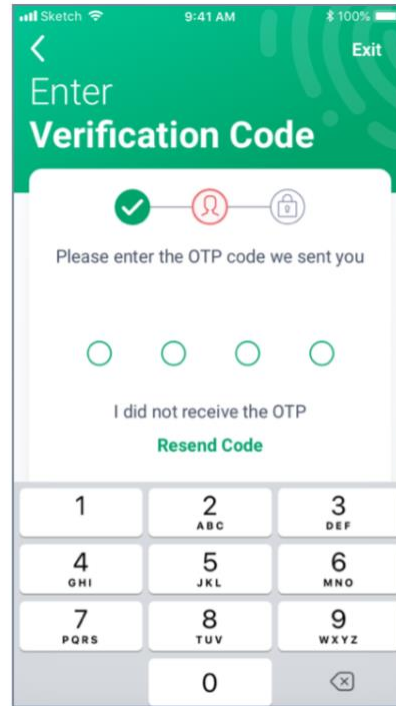 Sketch 9:41 AM 100%
Exit
Enter
Verification Code
Please enter the OTP code we sent you
I did not receive the OTP
Resend Code
1 2 3
ABC DEF
4 5 6
GHI JKL MNO
7 8 9
PQRS TUV WXYZ
0